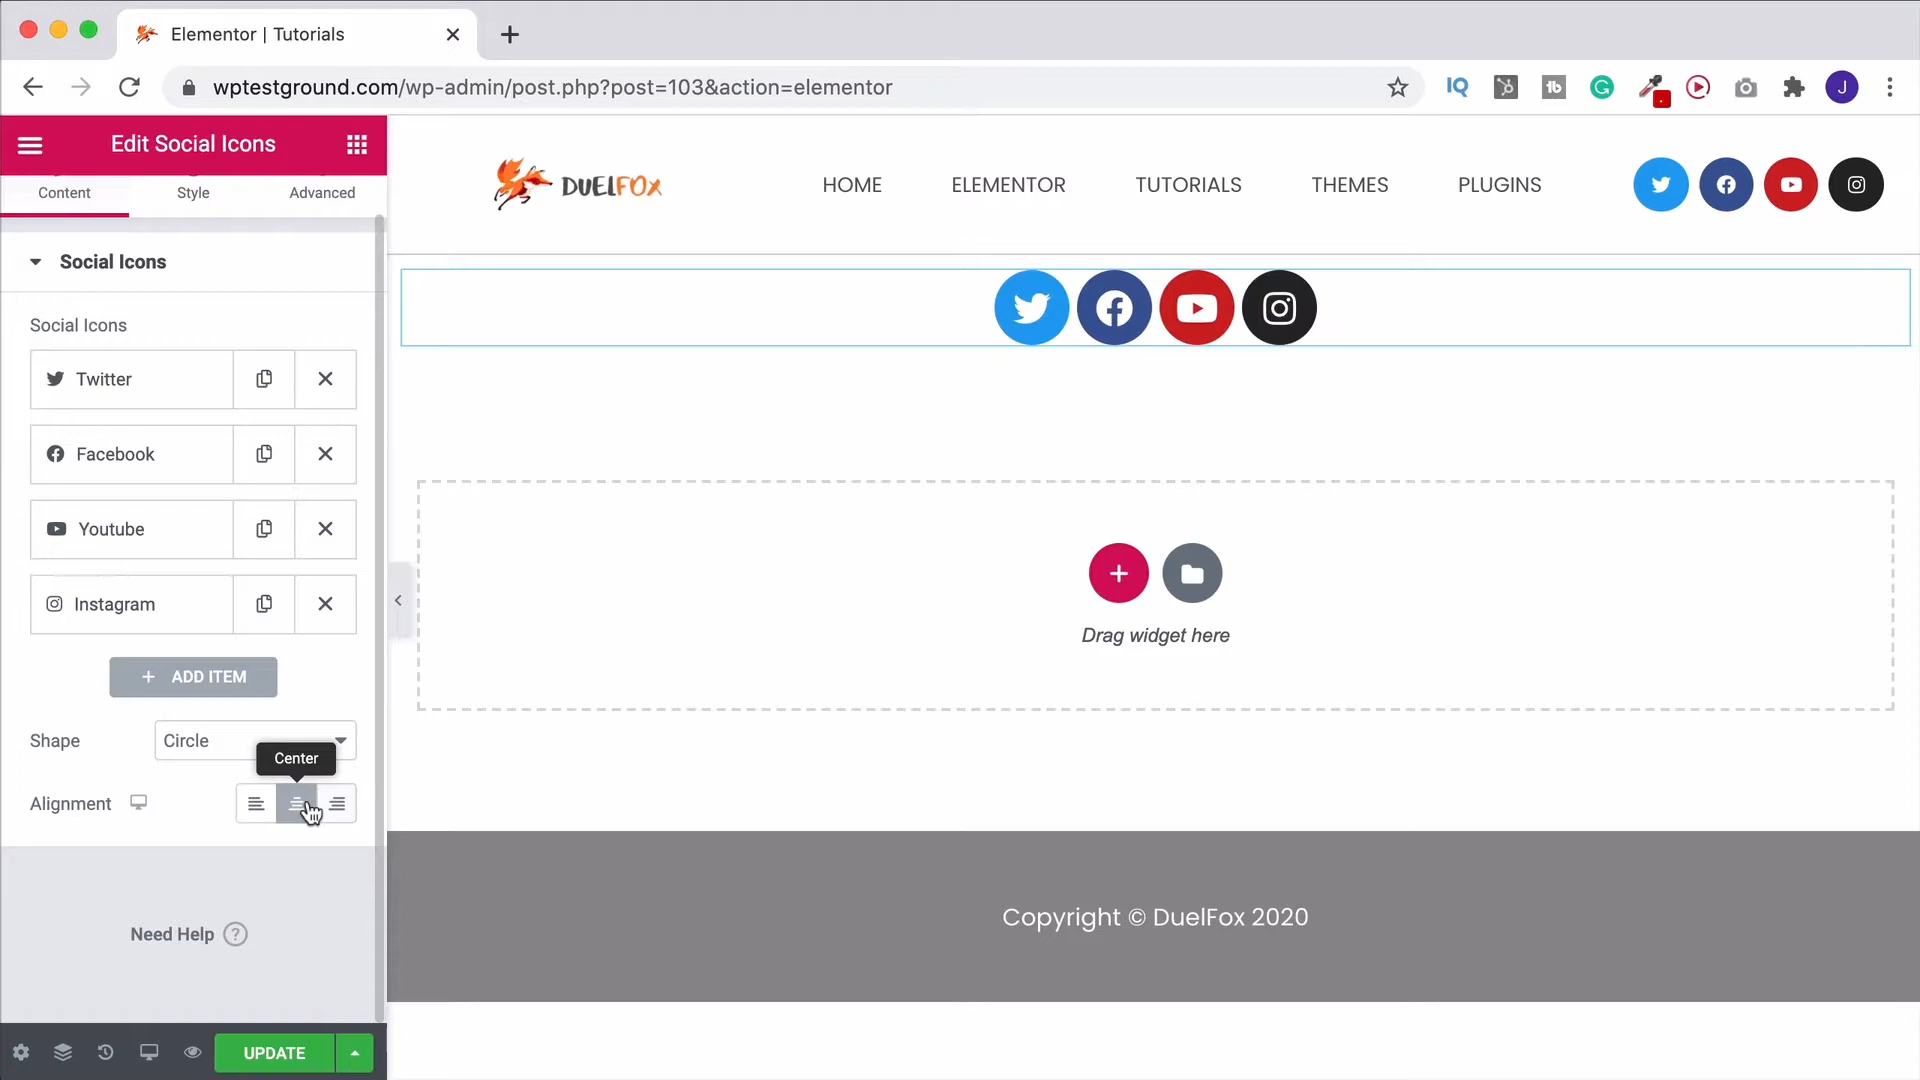 Elementor | Tutorials
wptestground.com/wp-admin/post.php?post=103&action=elementor
IQ
tb
G
J
Edit Social Icons
Content
Style
Advanced
DUELFOX
HOME
ELEMENTOR
TUTORIALS
THEMES
PLUGINS
Social Icons
Social Icons
Twitter
Facebook
Youtube
Instagram
+ ADD ITEM
Shape
Circle
Center
Alignment
Need Help ?
Drag widget here
Copyright © DuelFox 2020
UPDATE